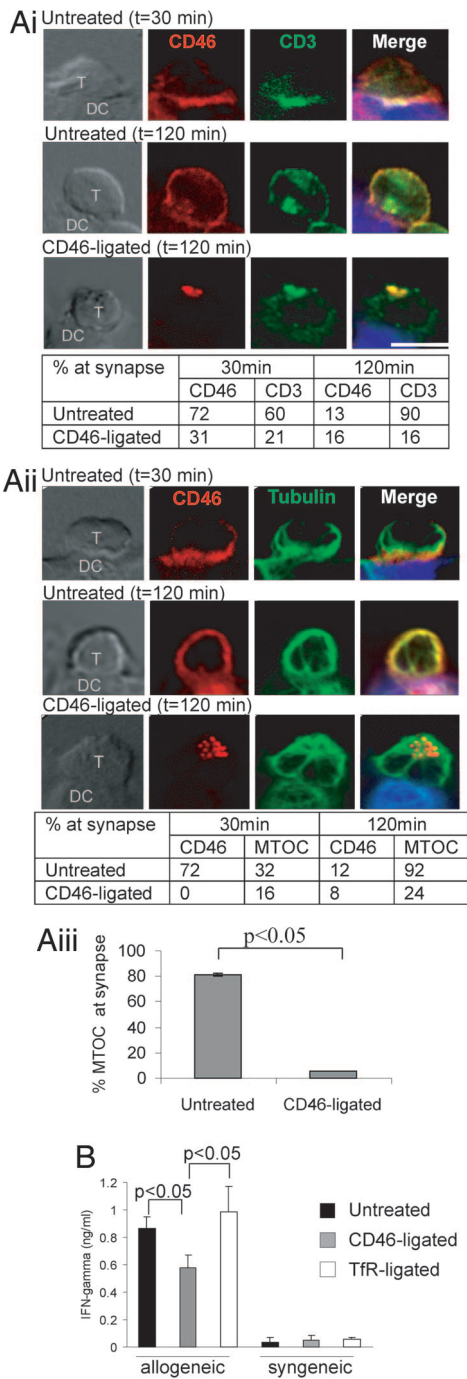 Ai
Untreated (t=30 min)
CD46 CD3 Merge
T
DC
Untreated (t=120 min)
T
DC
CD46-ligated (t=120 min)
T
DC
% at synapse 30min 120min
CD46 CD3 CD46 CD3
Untreated 72 60 13 90
CD46-ligated 31 21 16 16
Aii
Untreated (t=30 min)
CD46 Tubulin Merge
T
DC
Untreated (t=120 min)
T
DC
CD46-ligated (t=120 min)
T
DC
% at synapse 30min 120min
CD46 MTOC CD46 MTOC
Untreated 72 32 12 92
CD46-ligated 0 16 8 24
Aiii
p<0.05
% MTOC at synapse
100
80
60
40
20
0
Untreated CD46-ligated
B
p<0.05
p<0.05
IFN-gamma (ng/ml)
1.2
1
0.8
0.6
0.4
0.2
0
Untreated
CD46-ligated
TfR-ligated
allogeneic syngeneic